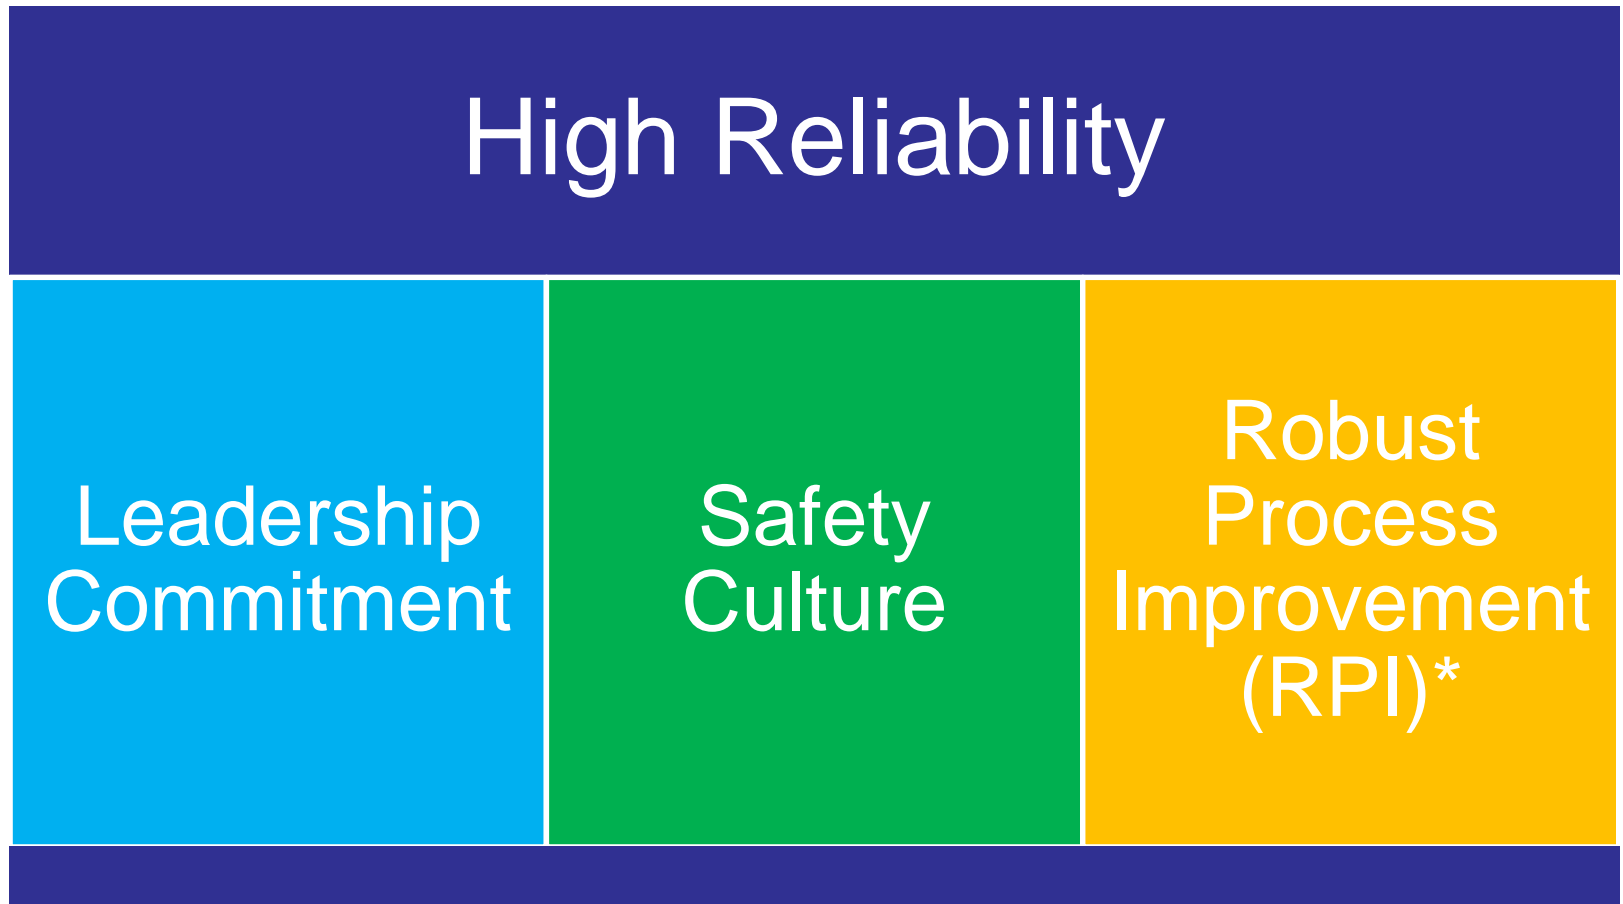 High Reliability
Leadership
Commitment
Safety
Culture
Robust
Process
Improvement
(RPI)*